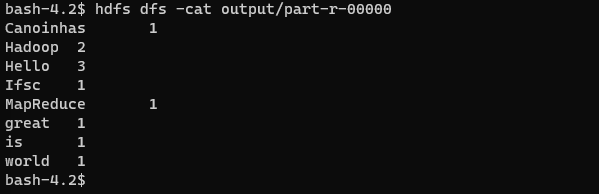 bash-4.2$ hdfs dfs -cat output/part-r-00000
Canoinhas       1
Hadoop  2
Hello   3
Ifsc    1
MapReduce       1
great   1
is      1
world   1
bash-4.2$